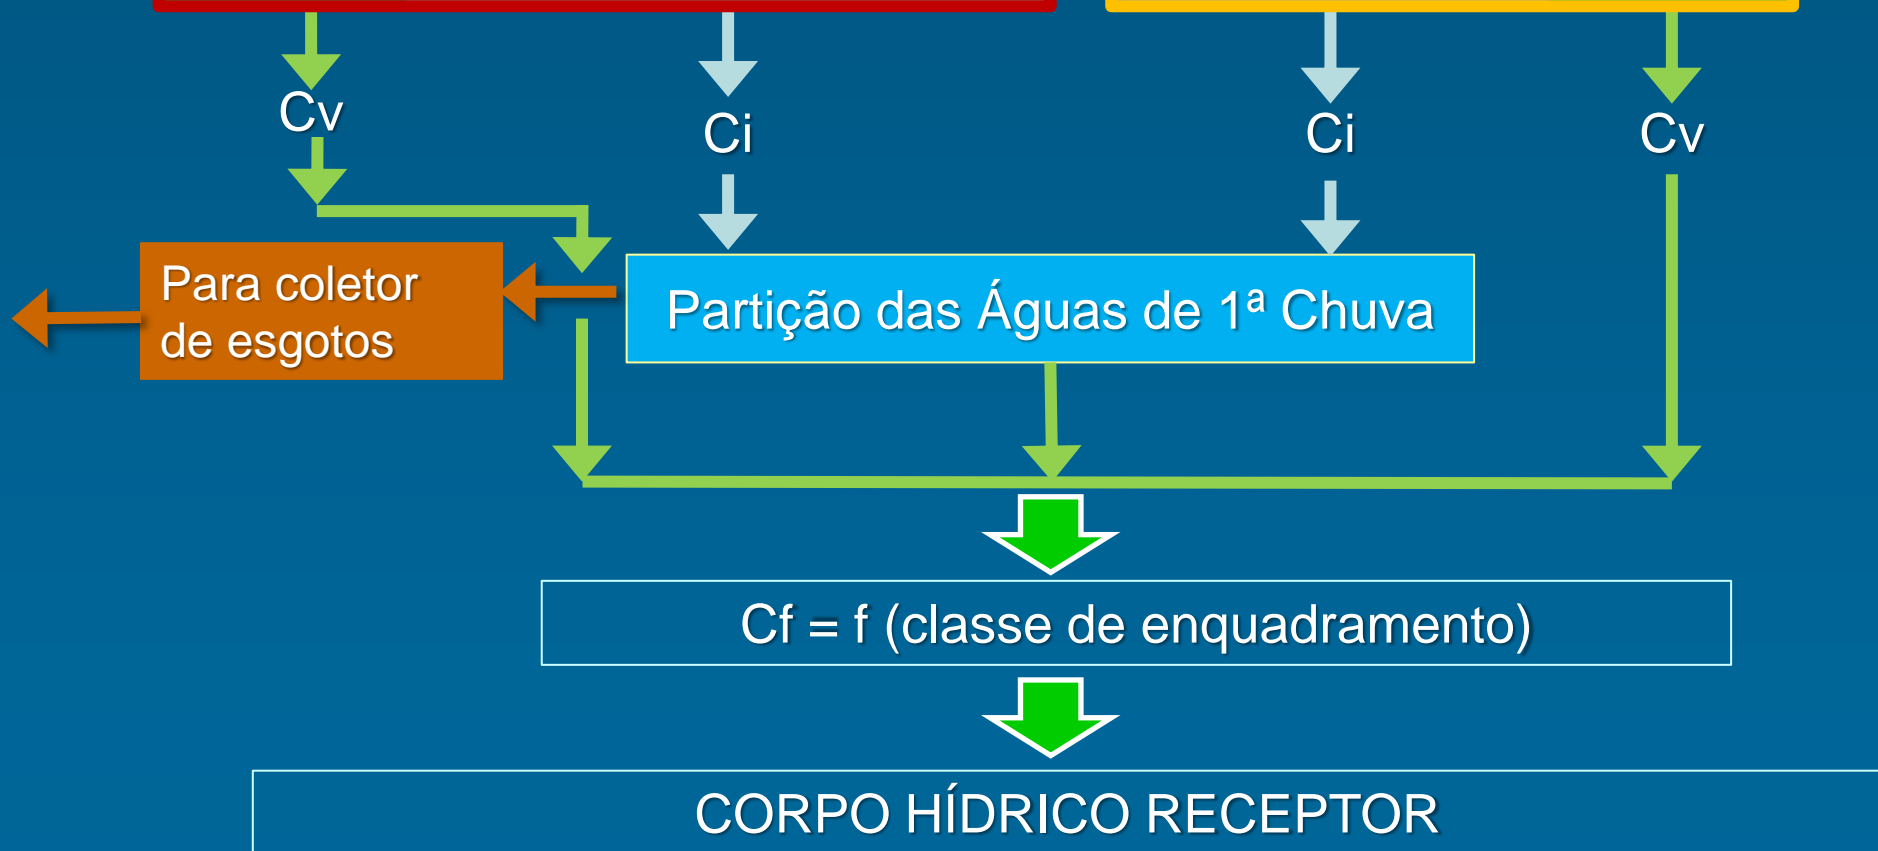 Cv
Ci
Ci
Cv
Para coletor
de esgotos
Partição das Águas de 1ª Chuva
Cf = f (classe de enquadramento)
CORPO HÍDRICO RECEPTOR